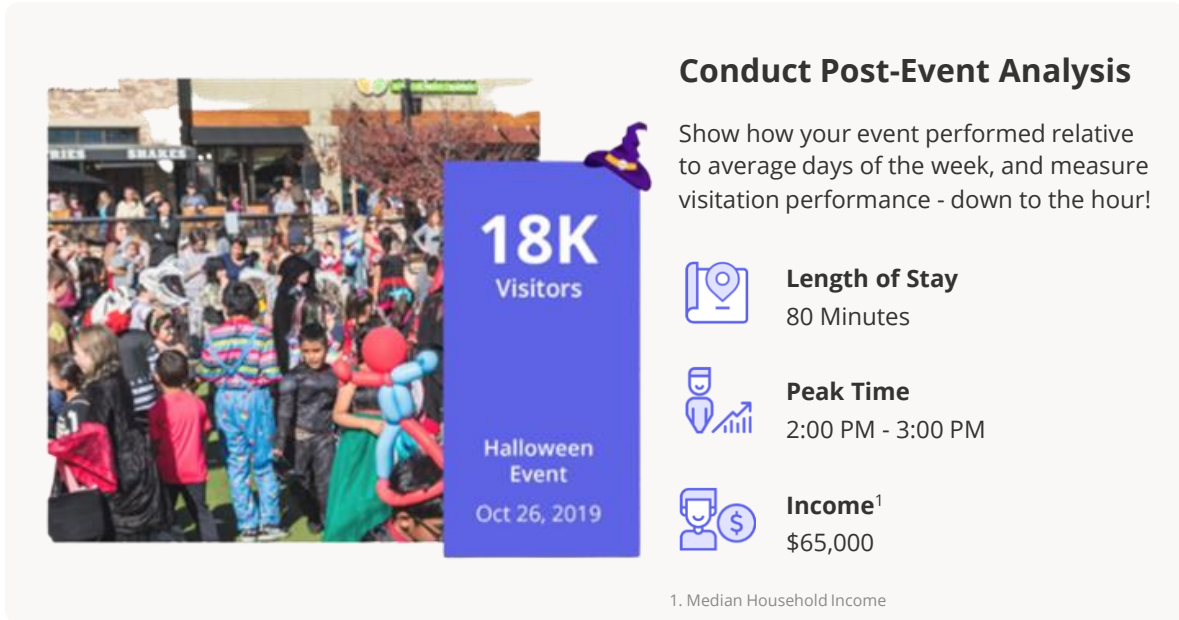 Conduct Post-Event Analysis
Show how your event performed relative
to average days of the week, and measure
visitation performance - down to the hour!
18K
Visitors
Halloween
Event
Oct 26, 2019
Length of Stay
80 Minutes
Peak Time
2:00 PM - 3:00 PM
Income¹
$65,000
1. Median Household Income